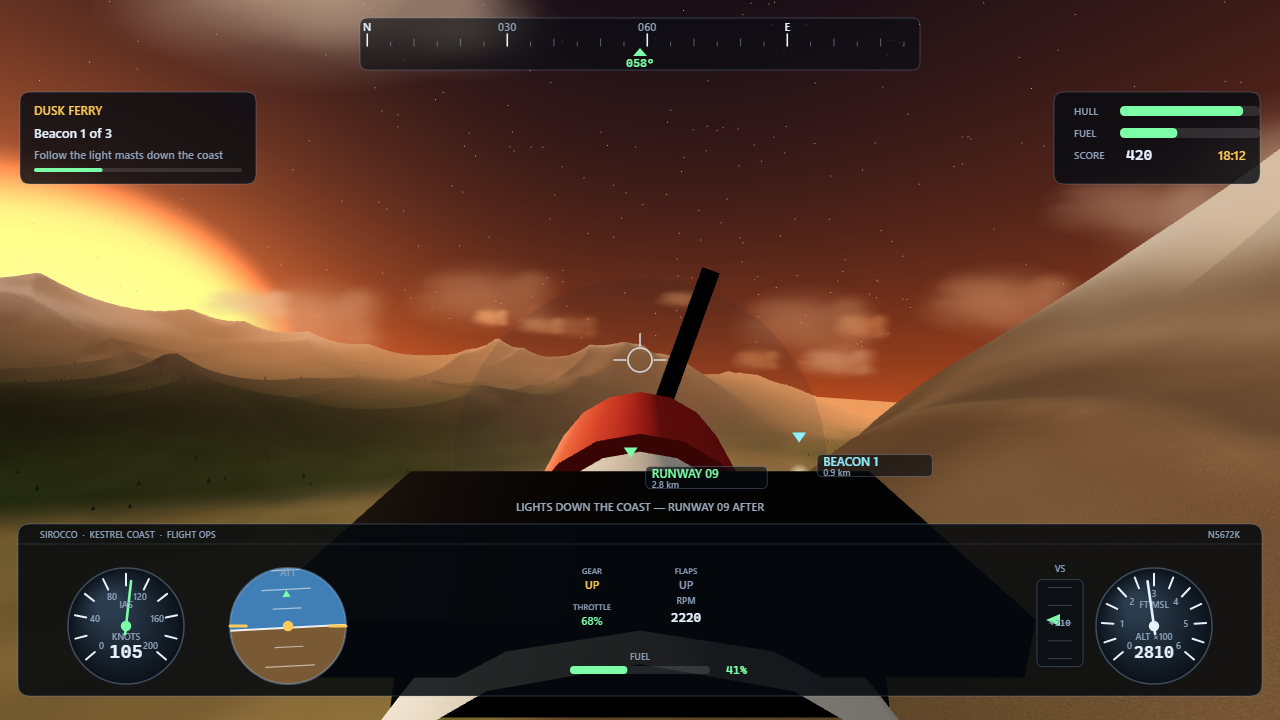 N 030 060 E
058°
DUSK FERRY
Beacon 1 of 3
Follow the light masts down the coast
HULL
FUEL
SCORE 420 18:12
BEACON 1
0.9 km
RUNWAY 09
2.8 km
LIGHTS DOWN THE COAST — RUNWAY 09 AFTER
SIROCCO · KESTREL COAST · FLIGHT OPS
N5672K
0 40 80 120 160 200
IAS
KNOTS
105
ATT
GEAR
UP
FLAPS
UP
THROTTLE
68%
RPM
2220
FUEL
41%
VS
0 1 2 3 4 5 6
FT MSL
ALT ×100
2810